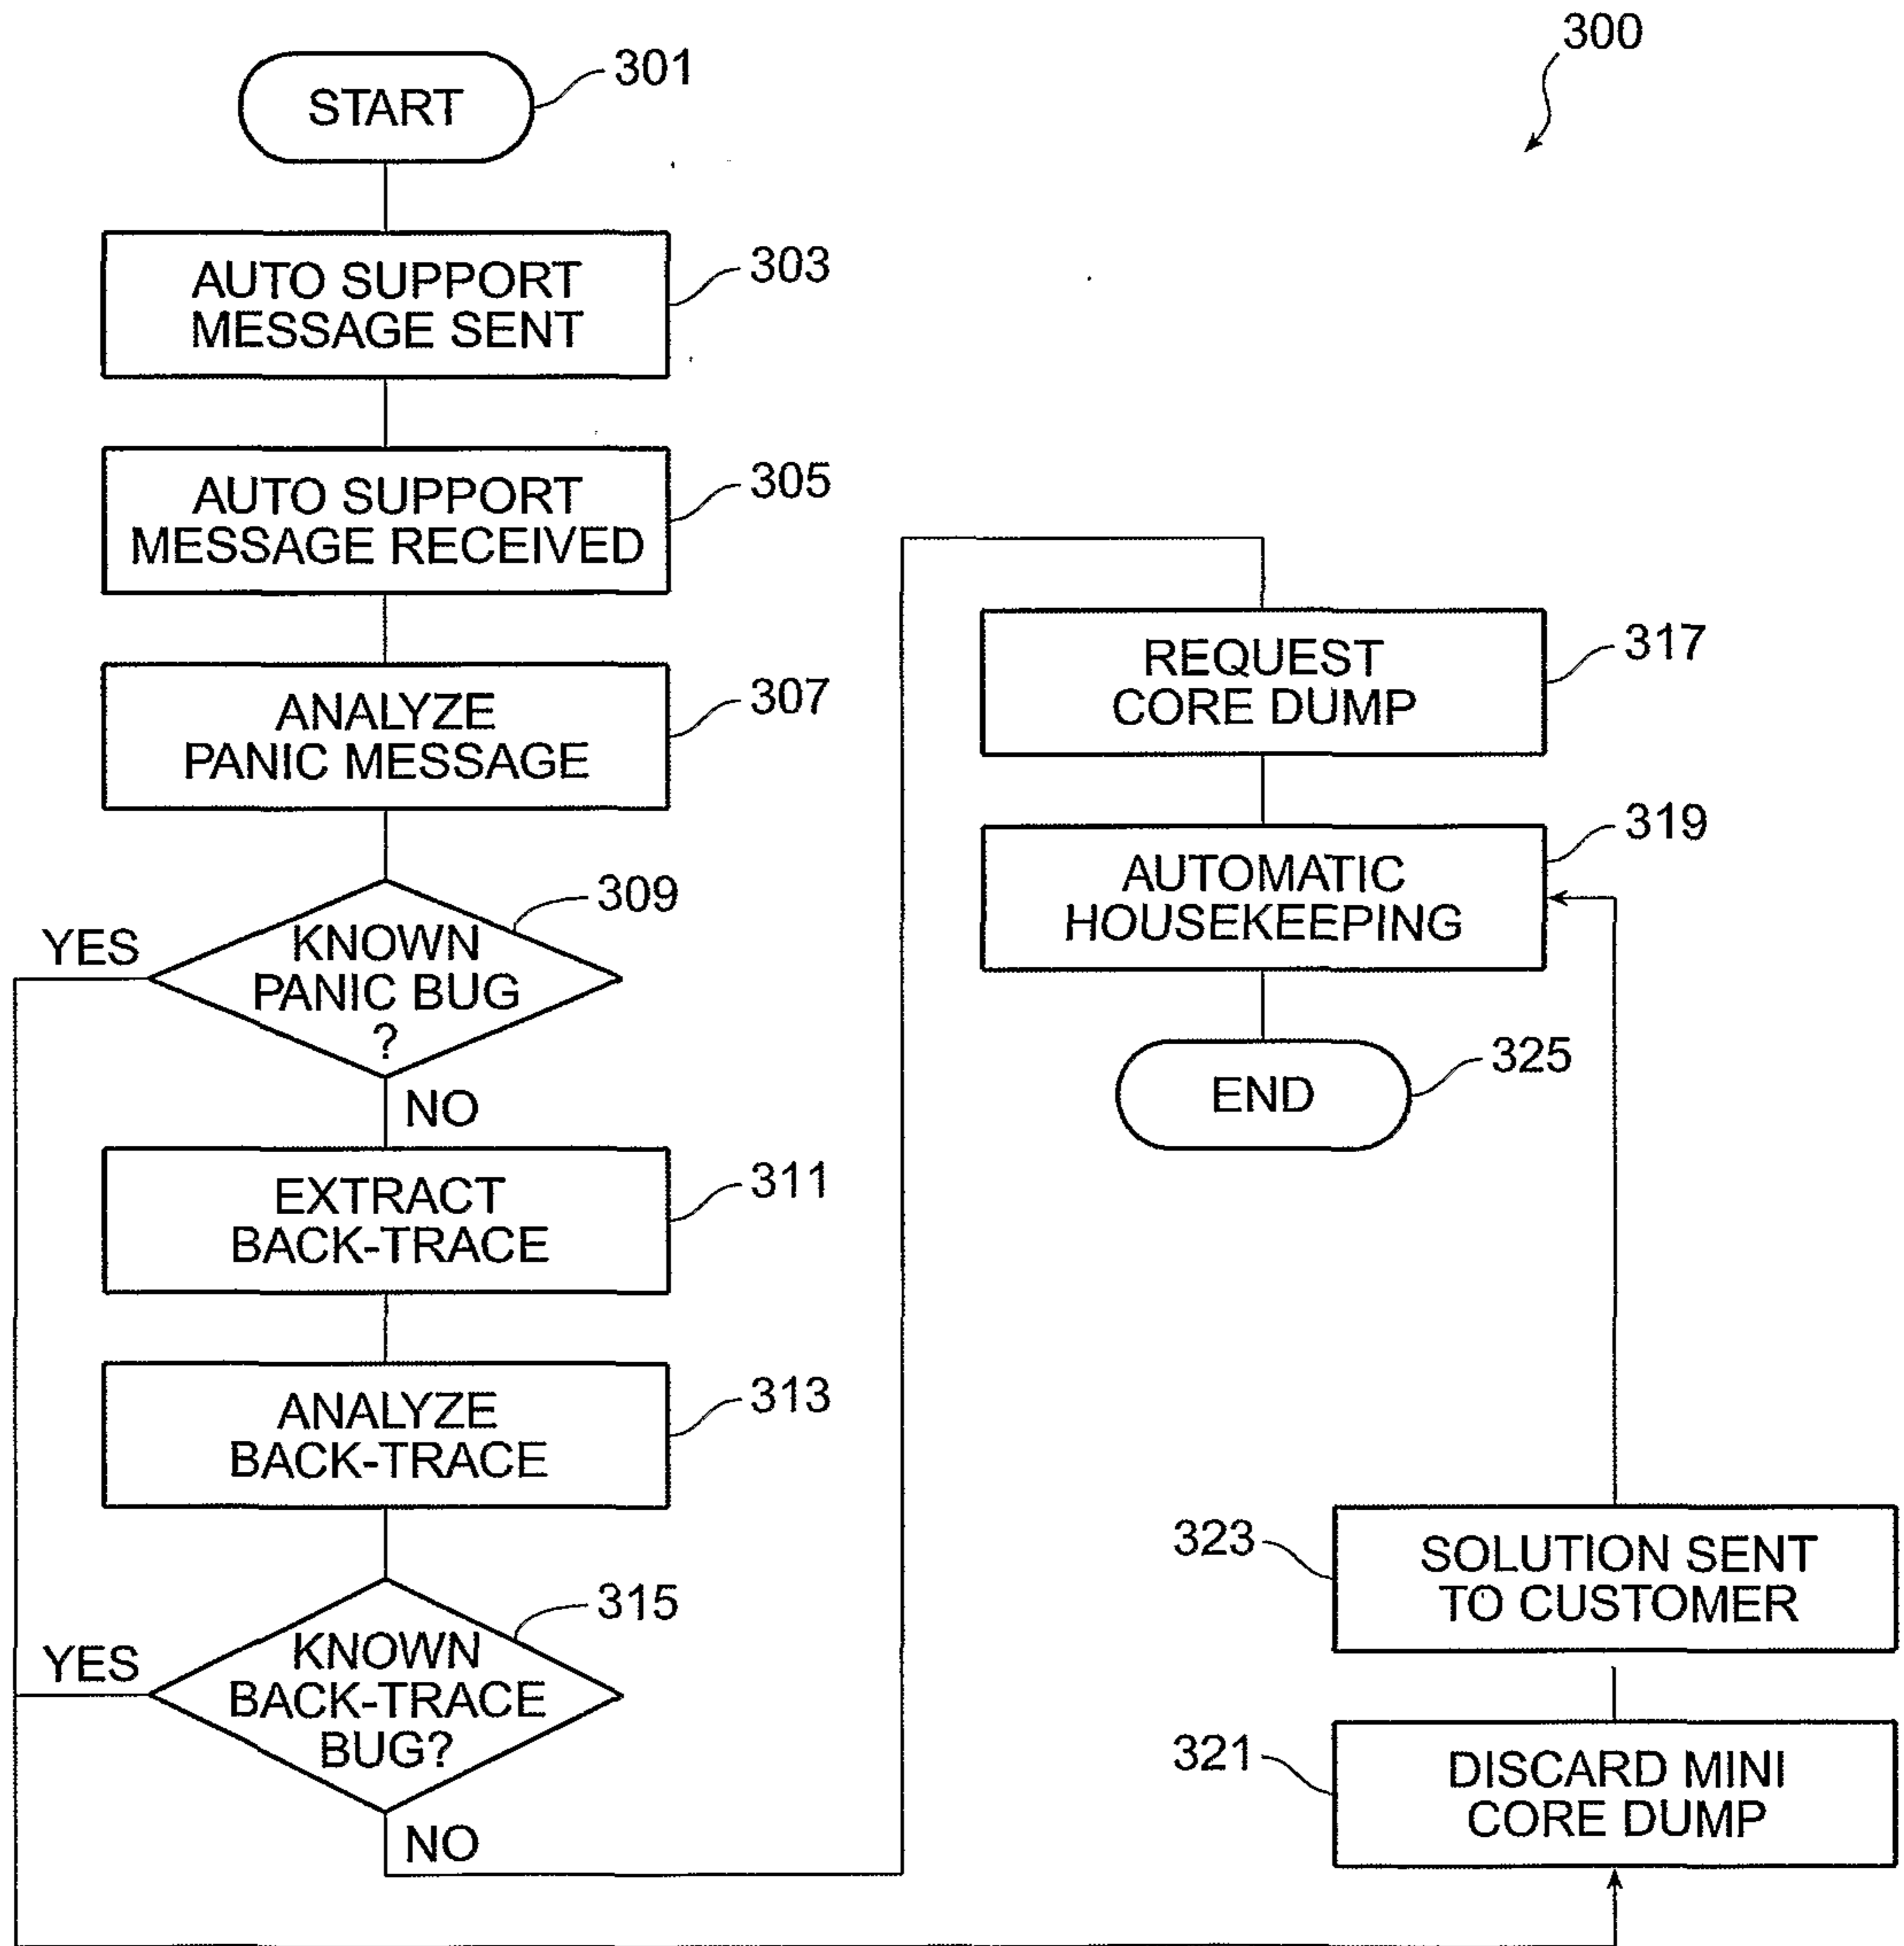 300
START
301
AUTO SUPPORT
MESSAGE SENT
303
AUTO SUPPORT
MESSAGE RECEIVED
305
ANALYZE
PANIC MESSAGE
307
KNOWN
PANIC BUG
?
309
YES
NO
EXTRACT
BACK-TRACE
311
ANALYZE
BACK-TRACE
313
KNOWN
BACK-TRACE
BUG?
315
YES
NO
REQUEST
CORE DUMP
317
AUTOMATIC
HOUSEKEEPING
319
END
325
323
SOLUTION SENT
TO CUSTOMER
321
DISCARD MINI
CORE DUMP